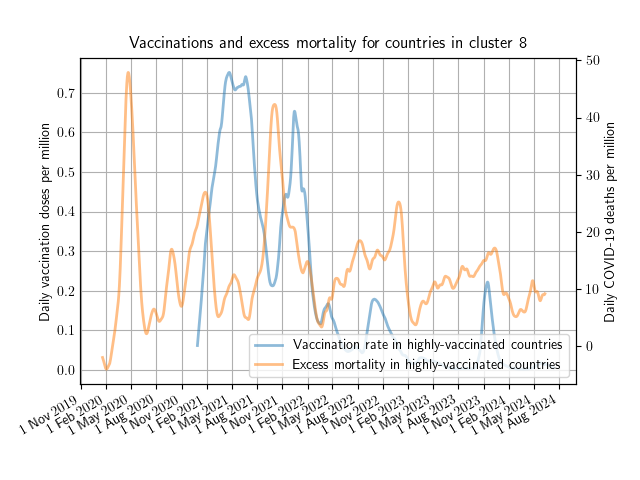 Vaccinations and excess mortality for countries in cluster 8
Daily vaccination doses per million
0.7
0.6
0.5
0.4
0.3
0.2
0.1
0.0
50
40
30
20
10
0
Daily COVID-19 deaths per million
Vaccination rate in highly-vaccinated countries
Excess mortality in highly-vaccinated countries
1 Nov 2019
1 Feb 2020
1 May 2020
1 Aug 2020
1 Nov 2020
1 Feb 2021
1 May 2021
1 Aug 2021
1 Nov 2021
1 Feb 2022
1 May 2022
1 Aug 2022
1 Nov 2022
1 Feb 2023
1 May 2023
1 Aug 2023
1 Nov 2023
1 Feb 2024
1 May 2024
1 Aug 2024